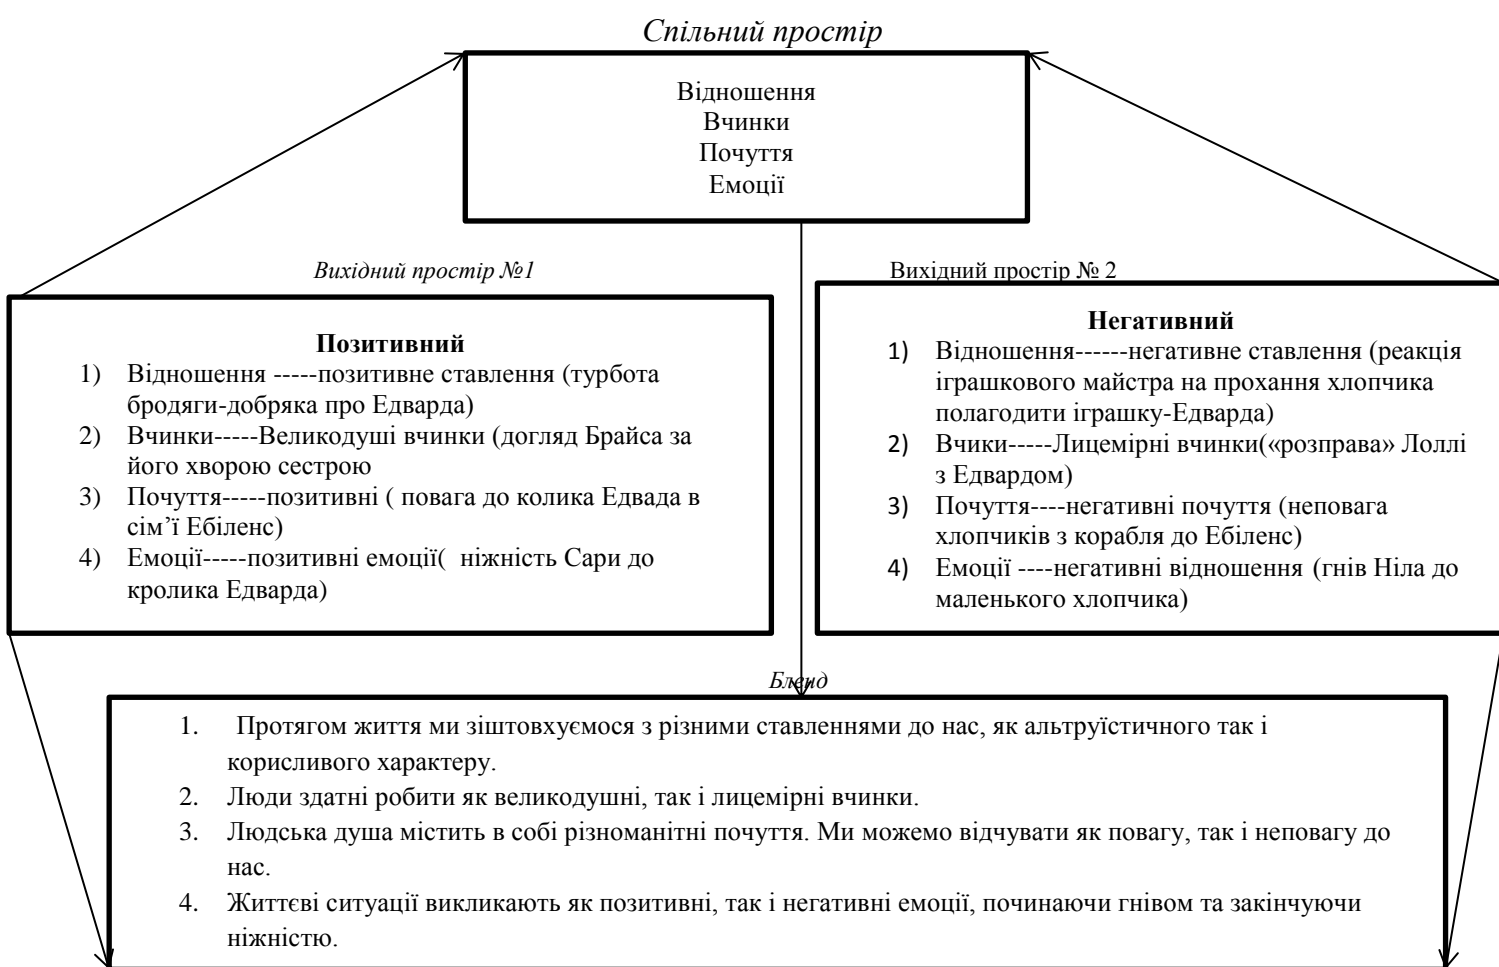 Спільний простір
Відношення
Вчинки
Почуття
Емоції
Вихідний простір №1
Вихідний простір № 2
Позитивний
1) Відношення -----позитивне ставлення (турбота
бродяги-добряка про Едварда)
2) Вчинки-----Великодуші вчинки (догляд Брайса за
його хворою сестрою
3) Почуття-----позитивні ( повага до колика Едвада в
сім’ї Ебіленс)
4) Емоції-----позитивні емоції( ніжність Сари до
кролика Едварда)
Негативний
1) Відношення------негативне ставлення (реакція
іграшкового майстра на прохання хлопчика
полагодити іграшку-Едварда)
2) Вчики-----Лицемірні вчинки(«розправа» Лоллі
з Едвардом)
3) Почуття----негативні почуття (неповага
хлопчиків з корабля до Ебіленс)
4) Емоції ----негативні відношення (гнів Ніла до
маленького хлопчика)
Бленд
1. Протягом життя ми зіштовхуємося з різними ставленнями до нас, як альтруїстичного так і
корисливого характеру.
2. Люди здатні робити як великодушні, так і лицемірні вчинки.
3. Людська душа містить в собі різноманітні почуття. Ми можемо відчувати як повагу, так і неповагу до
нас.
4. Життєві ситуації викликають як позитивні, так і негативні емоції, починаючи гнівом та закінчуючи
ніжністю.